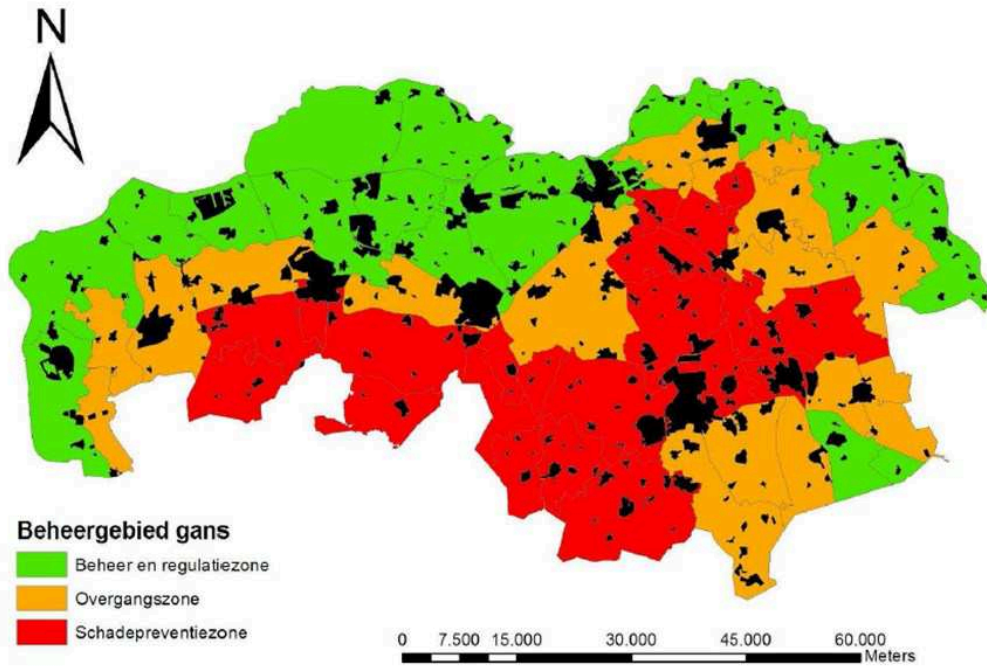 N
Beheergebied gans
Beheer en regulatiezone
Overgangszone
Schadepreventiezone
0 7.500 15.000 30.000 45.000 60.000
Meters